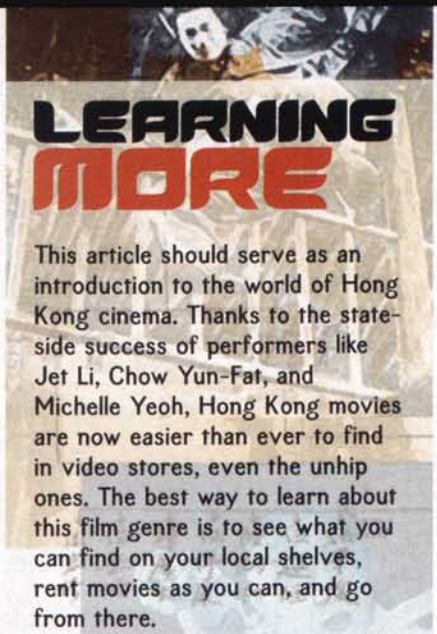 LEARNING
MORE
This article should serve as an
introduction to the world of Hong
Kong cinema. Thanks to the state-
side success of performers like
Jet Li, Chow Yun-Fat, and
Michelle Yeoh, Hong Kong movies
are now easier than ever to find
in video stores, even the unhip
ones. The best way to learn about
this film genre is to see what you
can find on your local shelves,
rent movies as you can, and go
from there.